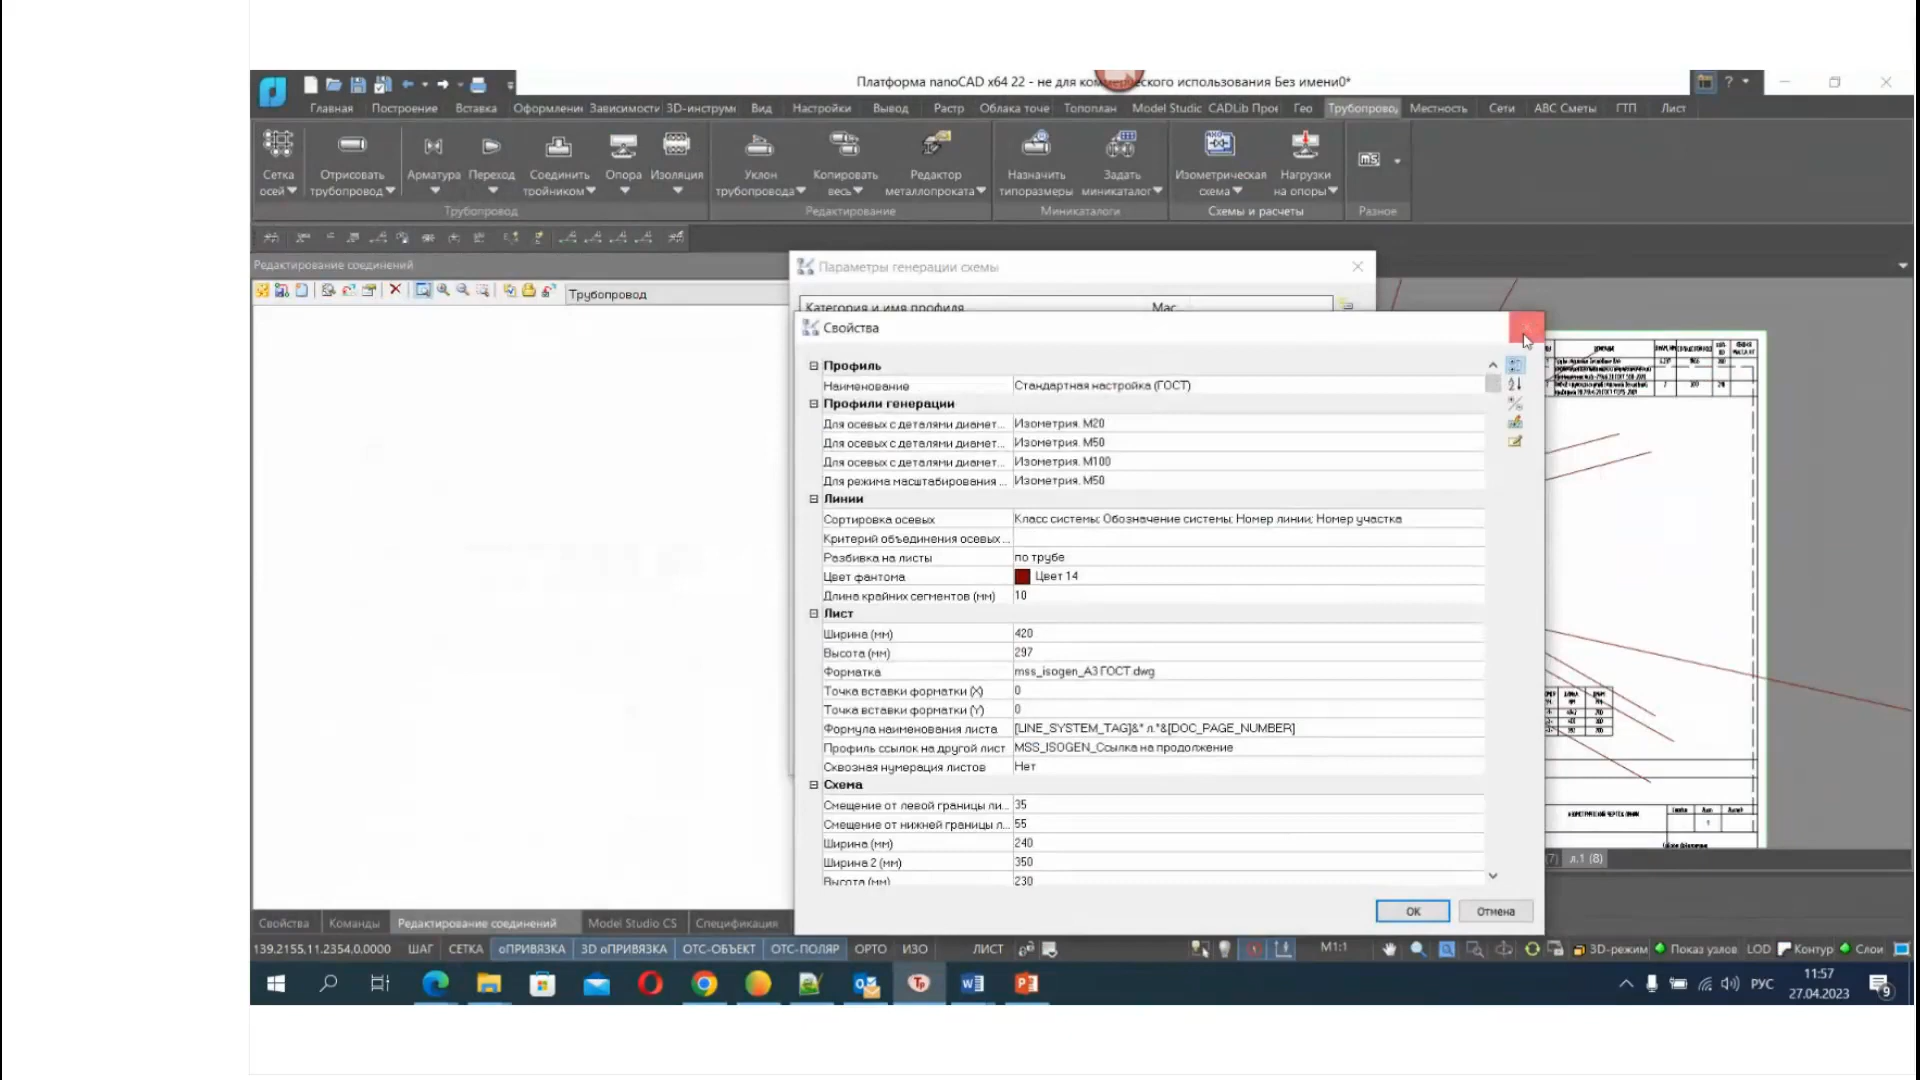 Платформа nanoCAD x64 22 - не для коммерческого использования Без имени0*
Главная Построение Вставка Оформлени Зависимости 3D-инструм Вид Настройки Вывод Растр Облака точе Топоплан Model Studic CADLib Прое Гео Трубопровод Местность Сети АВС Сметы ГТП Лист
Сетка осей
Отрисовать трубопровод
Арматура
Переход
Соединить тройником
Опора
Изоляция
Уклон трубопровода
Копировать весь
Редактор металлопроката
Назначить типоразмеры
Задать миникаталог
Изометрическая схема
Нагрузки на опоры
Трубопровод Редактирование Миникаталоги Схемы и расчеты Разное
Редактирование соединений
Трубопровод
Параметры генерации схемы
Категория и имя профиля Мас
Свойства
Профиль
Наименование Стандартная настройка (ГОСТ)
Профили генерации
Для осевых с деталями диамет... Изометрия. М20
Для осевых с деталями диамет... Изометрия. М50
Для осевых с деталями диамет... Изометрия. М100
Для режима масштабирования ... Изометрия. М50
Линии
Сортировка осевых Класс системы; Обозначение системы; Номер линии; Номер участка
Критерий объединения осевых ...
Разбивка на листы по трубе
Цвет фантома Цвет 14
Длина крайних сегментов (мм) 10
Лист
Ширина (мм) 420
Высота (мм) 297
Форматка mss_isogen_A3 ГОСТ.dwg
Точка вставки форматки (X) 0
Точка вставки форматки (Y) 0
Формула наименования листа [LINE_SYSTEM_TAG]&" л."&[DOC_PAGE_NUMBER]
Профиль ссылок на другой лист MSS_ISOGEN_Ссылка на продолжение
Сквозная нумерация листов Нет
Схема
Смещение от левой границы ли... 35
Смещение от нижней границы л... 55
Ширина (мм) 240
Ширина 2 (мм) 350
Высота (мм) 230
OK Отмена
(7) л.1 (8)
Свойства Команды Редактирование соединений Model Studio CS Спецификация
139.2155,11.2354,0.0000 ШАГ СЕТКА оПРИВЯЗКА 3D оПРИВЯЗКА ОТС-ОБЪЕКТ ОТС-ПОЛЯР ОРТО ИЗО ЛИСТ М1:1 3D-режим Показ узлов LOD Контур Слои
РУС
11:57
27.04.2023
9